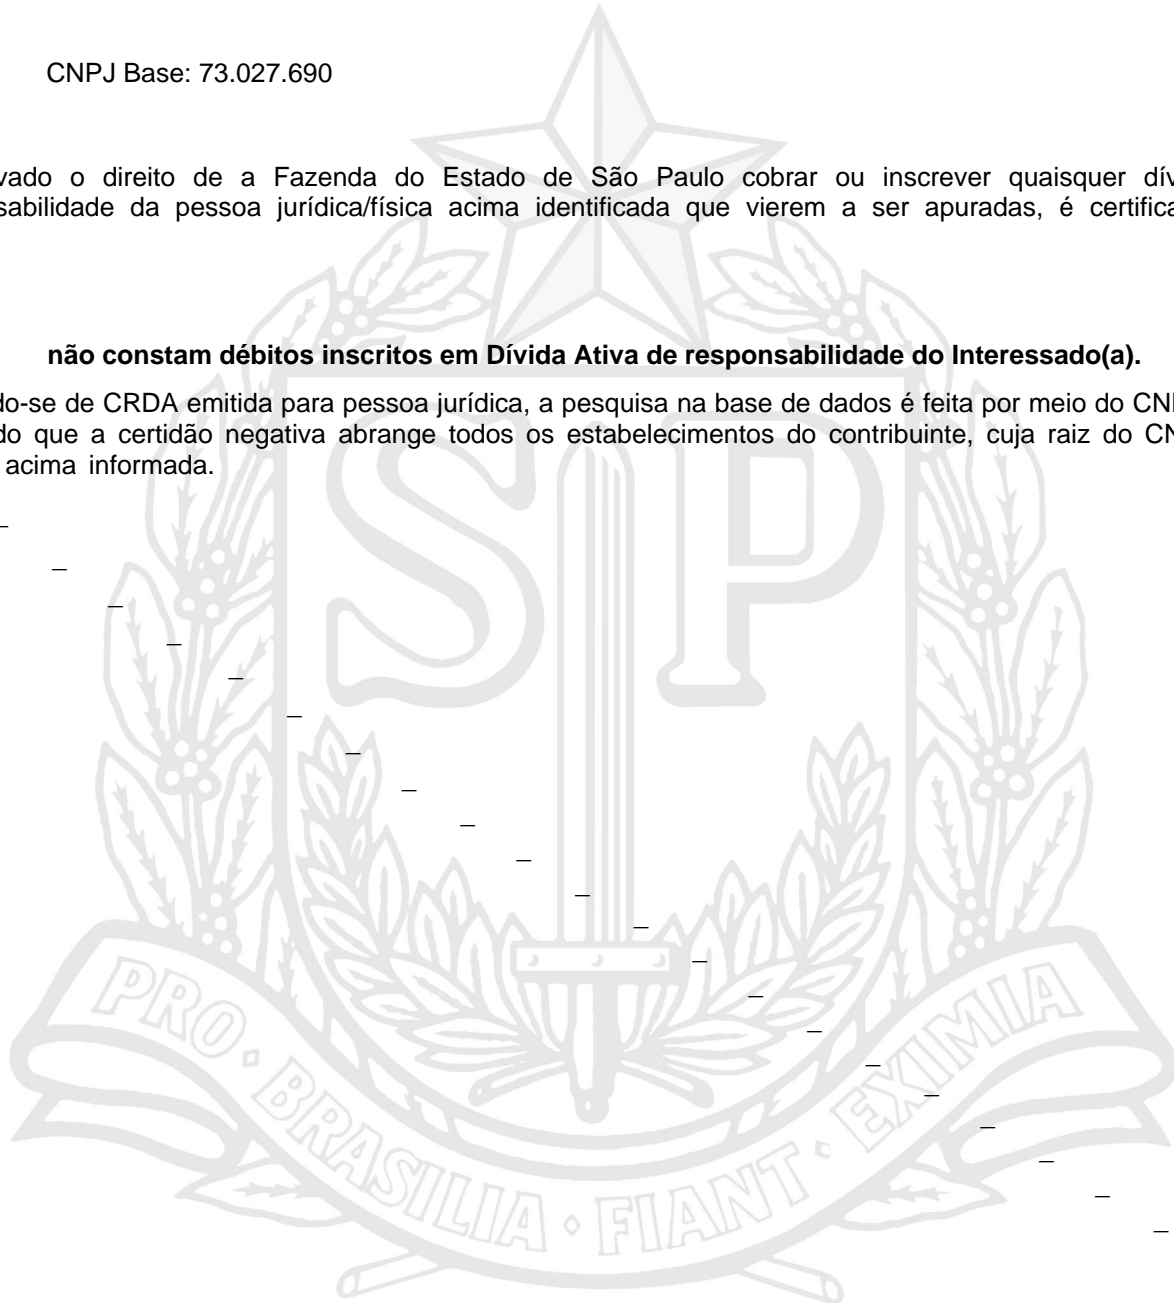 CNPJ Base: 73.027.690
vado o direito de a Fazenda do Estado de São Paulo cobrar ou inscrever quaisquer dív
sabilidade da pessoa jurídica/física acima identificada que vierem a ser apuradas, é certifica
não constam débitos inscritos em Dívida Ativa de responsabilidade do Interessado(a).
do-se de CRDA emitida para pessoa jurídica, a pesquisa na base de dados é feita por meio do CN
do que a certidão negativa abrange todos os estabelecimentos do contribuinte, cuja raiz do CN
acima informada.
SP
PRO • BRASILIA • FIANT • EXIMIA